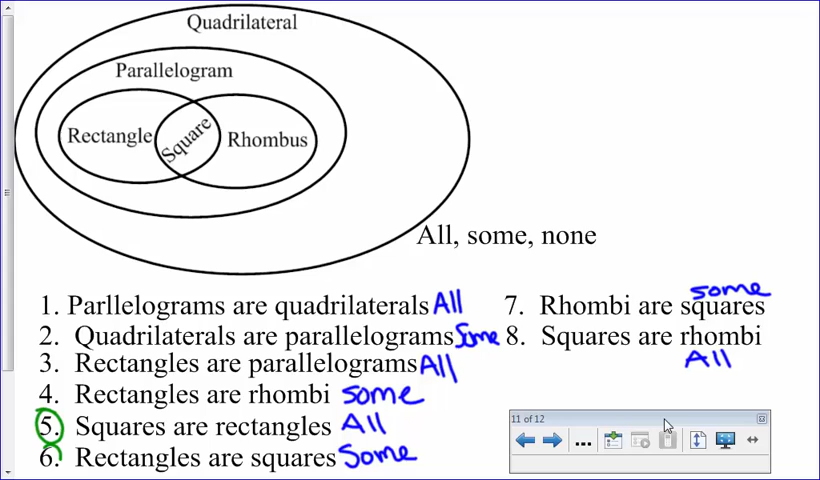 Quadrilateral
Parallelogram
Rectangle Square Rhombus
All, some, none
1. Parllelograms are quadrilaterals All
2. Quadrilaterals are parallelograms Some
3. Rectangles are parallelograms All
4. Rectangles are rhombi some
5. Squares are rectangles All
6. Rectangles are squares Some
7. Rhombi are squares some
8. Squares are rhombi All
11 of 12